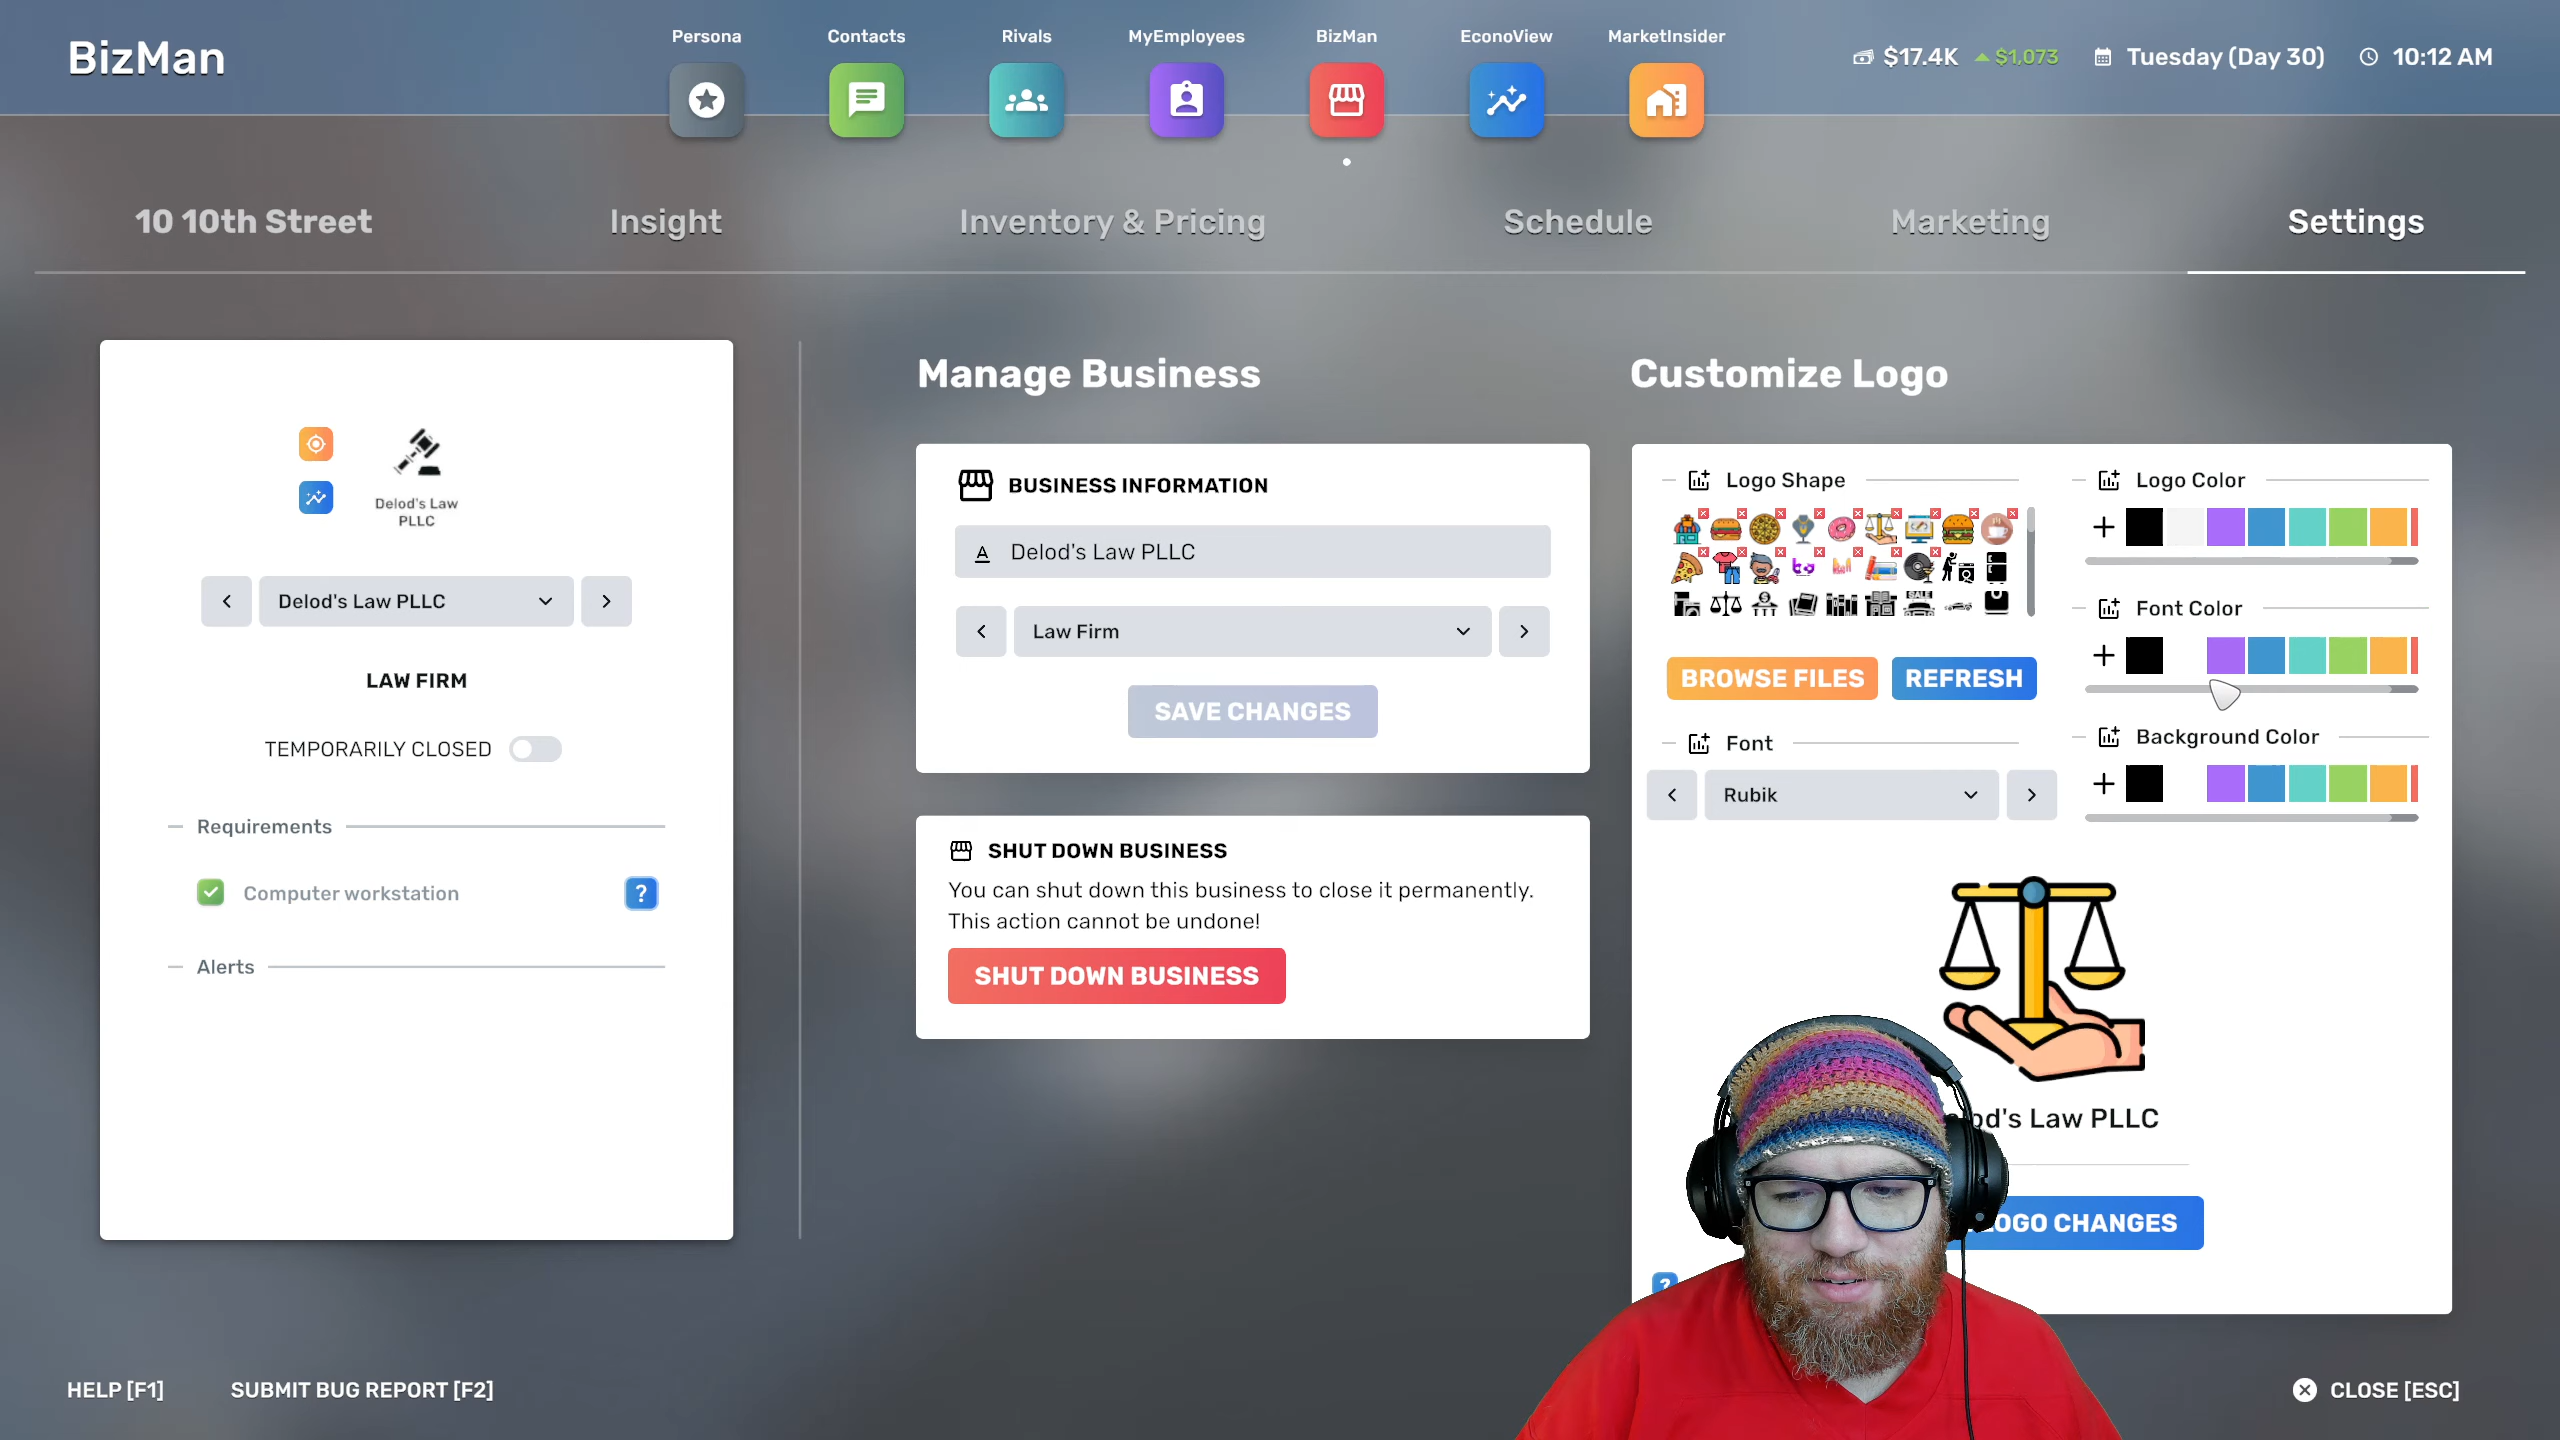 BizMan
Persona
Contacts
Rivals
MyEmployees
BizMan
EconoView
MarketInsider
$17.4K
$1,073
Tuesday (Day 30)
10:12 AM
10 10th Street
Insight
Inventory & Pricing
Schedule
Marketing
Settings
Delod's Law
PLLC
Delod's Law PLLC
LAW FIRM
TEMPORARILY CLOSED
Requirements
Computer workstation
?
Alerts
Manage Business
BUSINESS INFORMATION
Delod's Law PLLC
Law Firm
SAVE CHANGES
SHUT DOWN BUSINESS
You can shut down this business to close it permanently.
This action cannot be undone!
SHUT DOWN BUSINESS
Customize Logo
Logo Shape
SALE
BROWSE FILES
REFRESH
Font
Rubik
Logo Color
Font Color
Background Color
od's Law PLLC
LOGO CHANGES
?
HELP [F1]
SUBMIT BUG REPORT [F2]
CLOSE [ESC]